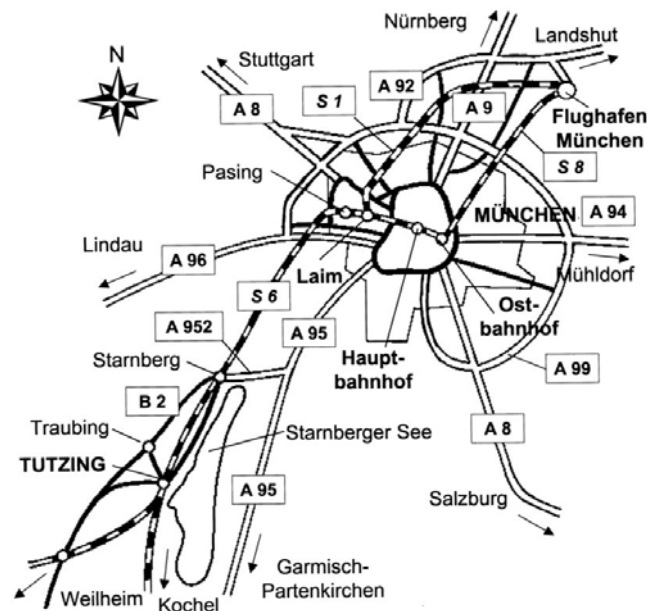 Nürnberg
Landshut
N
Stuttgart
A 92
S 1
A 9
A 8
Flughafen
München
S 8
Pasing
MÜNCHEN
A 94
Lindau
A 96
Laim
Mühldorf
S 6
Ost-
bahnhof
A 952
A 95
Haupt-
bahnhof
Starnberg
A 99
B 2
Traubing
Starnberger See
A 8
TUTZING
A 95
Salzburg
Garmisch-
Partenkirchen
Weilheim
Kochel